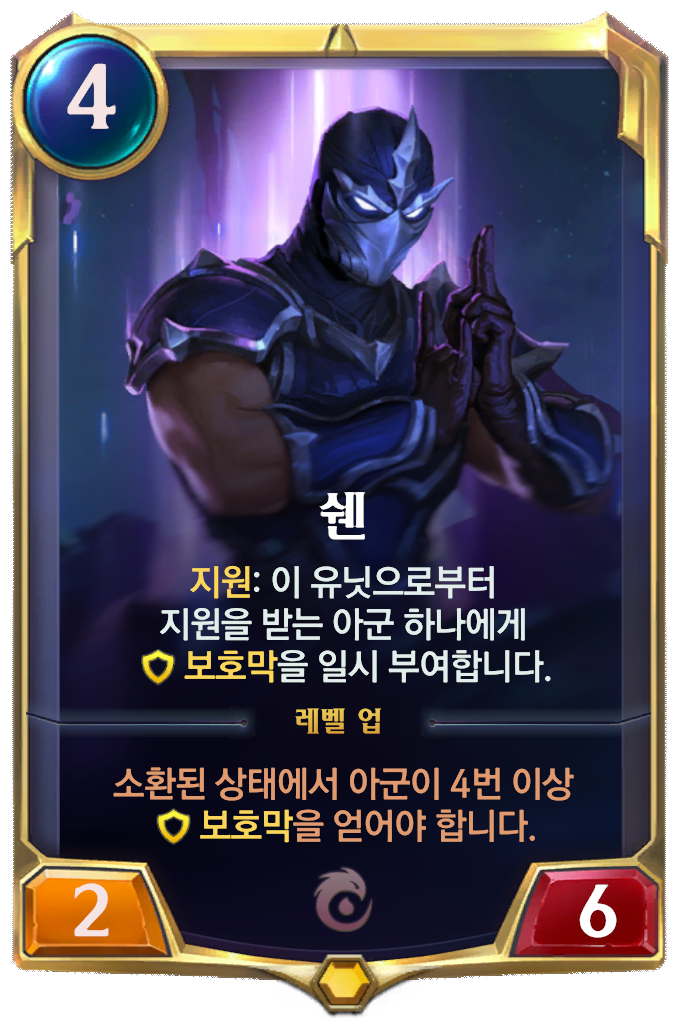 4
쉔
지원: 이 유닛으로부터
지원을 받는 아군 하나에게
보호막을 일시 부여합니다.
레벨 업
소환된 상태에서 아군이 4번 이상
보호막을 얻어야 합니다.
2
6